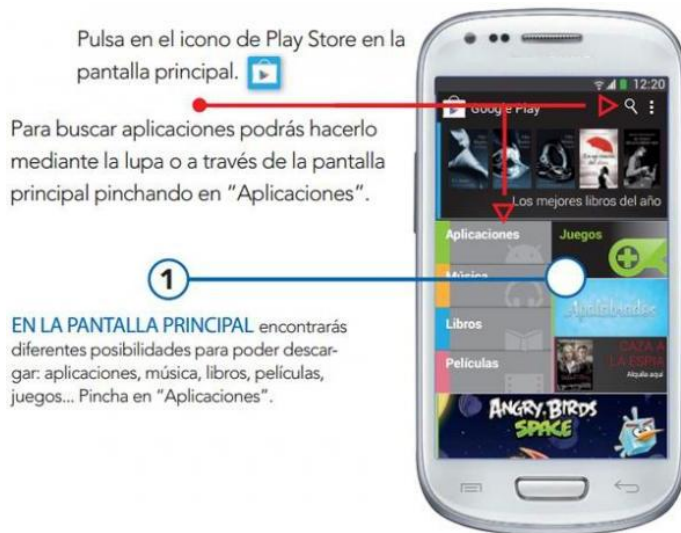 Pulsa en el icono de Play Store en la
pantalla principal.
Para buscar aplicaciones podrás hacerlo
mediante la lupa o a través de la pantalla
principal pinchando en “Aplicaciones”.
1
EN LA PANTALLA PRINCIPAL encontrarás
diferentes posibilidades para poder descar-
gar: aplicaciones, música, libros, películas,
juegos... Pincha en “Aplicaciones”.
12:20
Google Play
Los mejores libros del año
Aplicaciones
Juegos
Música
Libros
Apalabrados
Películas
CAZA A
LA ESPÍA
Alquila aquí
ANGRY BIRDS
SPACE